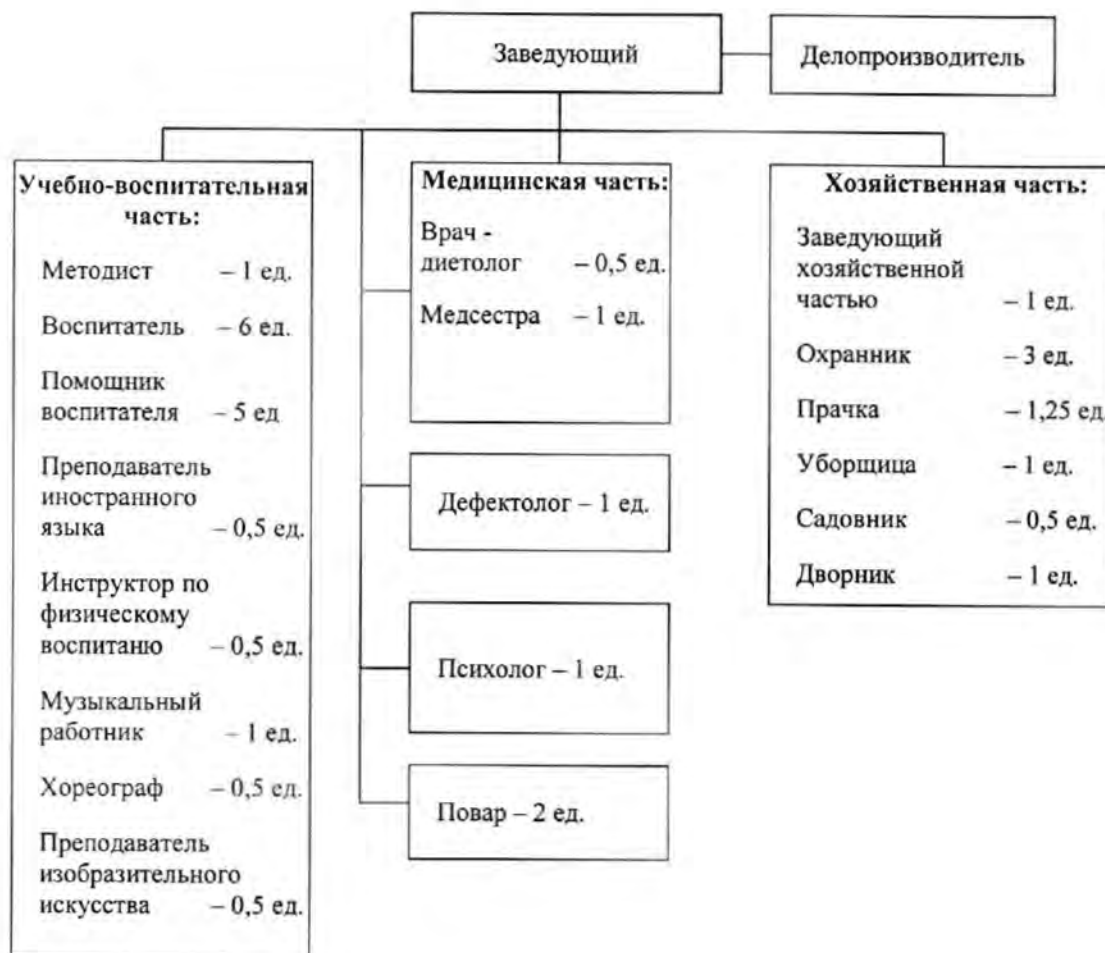 Заведующий
Делопроизводитель
Учебно-воспитательная
часть:
Методист – 1 ед.
Воспитатель – 6 ед.
Помощник
воспитателя – 5 ед
Преподаватель
иностранного
языка – 0,5 ед.
Инструктор по
физическому
воспитаню – 0,5 ед.
Музыкальный
работник – 1 ед.
Хореограф – 0,5 ед.
Преподаватель
изобразительного
искусства – 0,5 ед.
Медицинская часть:
Врач -
диетолог – 0,5 ед.
Медсестра – 1 ед.
Дефектолог – 1 ед.
Психолог – 1 ед.
Повар – 2 ед.
Хозяйственная часть:
Заведующий
хозяйственной
частью – 1 ед.
Охранник – 3 ед.
Прачка – 1,25 ед
Уборщица – 1 ед.
Садовник – 0,5 ед.
Дворник – 1 ед.